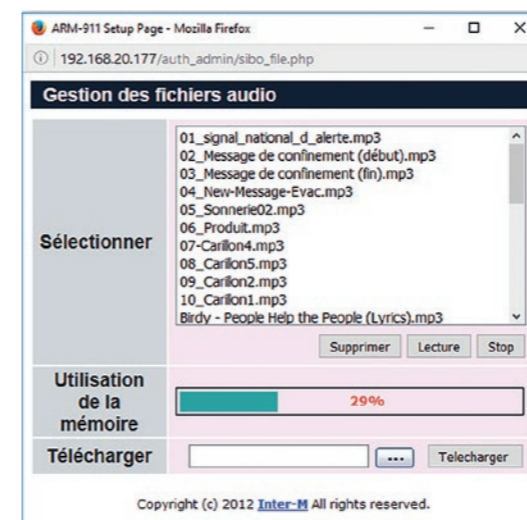 ARM-911 Setup Page - Mozilla Firefox
192.168.20.177/auth_admin/sibo_file.php
Gestion des fichiers audio
Sélectionner
01_signal_national_d_alerte.mp3
02_Message de confinement (début).mp3
03_Message de confinement (fin).mp3
04_New-Message-Evac.mp3
05_Sonnerie02.mp3
06_Produit.mp3
07-Carillon4.mp3
08_Carillon5.mp3
09_Carillon2.mp3
10_Carillon1.mp3
Birdy - People Help the People (Lyrics).mp3
Supprimer Lecture Stop
Utilisation
de la
mémoire
29%
Télécharger ... Telecharger
Copyright (c) 2012 Inter-M All rights reserved.